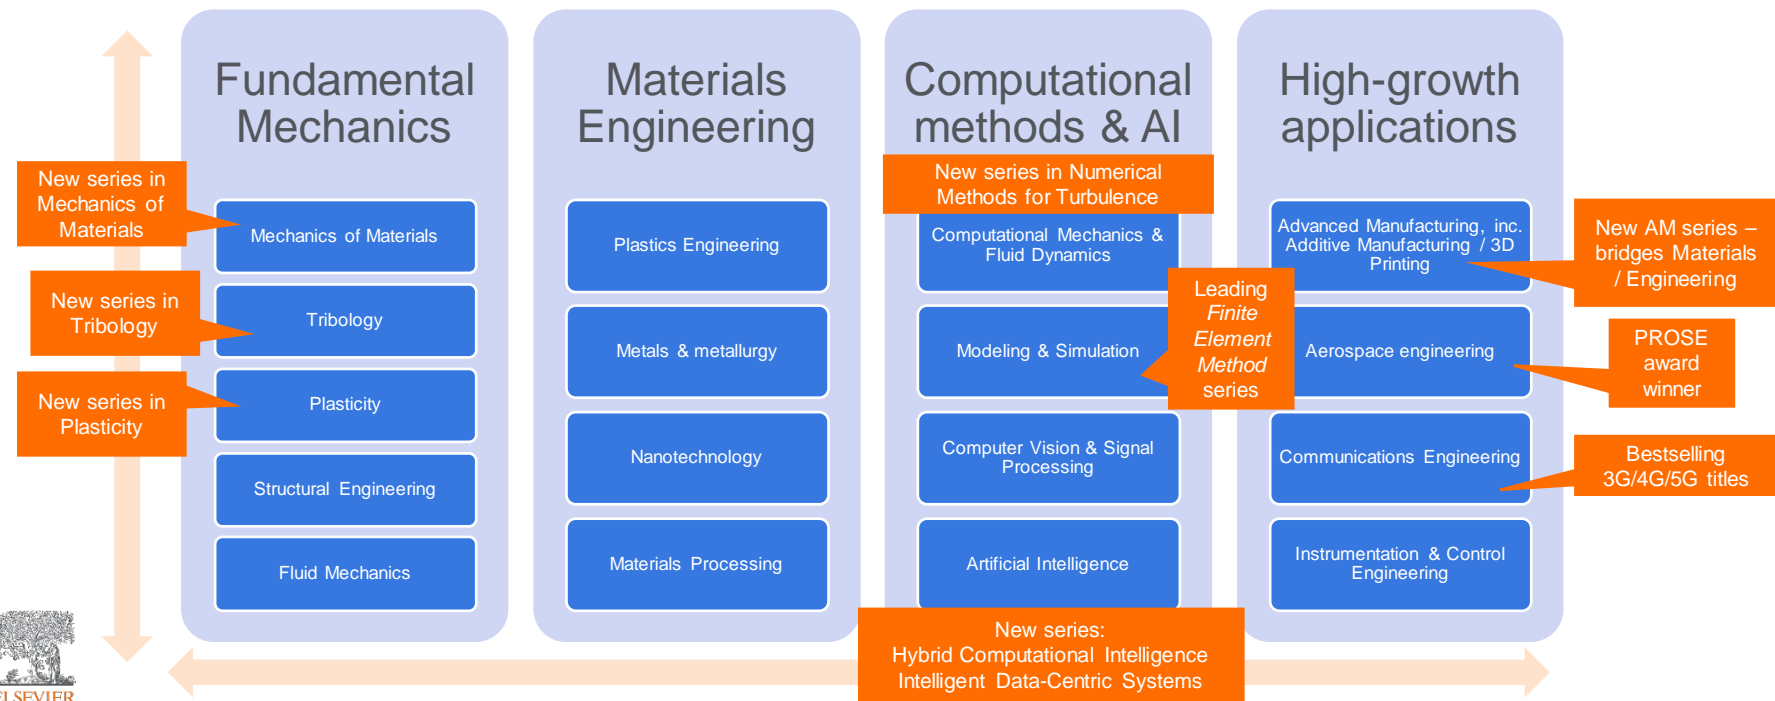 Fundamental
Mechanics
New series in
Mechanics of
Materials
Mechanics of Materials
New series in
Tribology
Tribology
New series in
Plasticity
Plasticity
Structural Engineering
Fluid Mechanics
Materials
Engineering
Plastics Engineering
Metals & metallurgy
Nanotechnology
Materials Processing
Computational
methods & AI
New series in Numerical
Methods for Turbulence
Computational Mechanics &
Fluid Dynamics
Leading
Finite
Element
Method
series
Modeling & Simulation
Computer Vision & Signal
Processing
Artificial Intelligence
New series:
Hybrid Computational Intelligence
Intelligent Data-Centric Systems
High-growth
applications
Advanced Manufacturing, inc.
Additive Manufacturing / 3D
Printing
New AM series –
bridges Materials
/ Engineering
Aerospace engineering
PROSE
award
winner
Communications Engineering
Bestselling
3G/4G/5G titles
Instrumentation & Control
Engineering
ELSEVIER